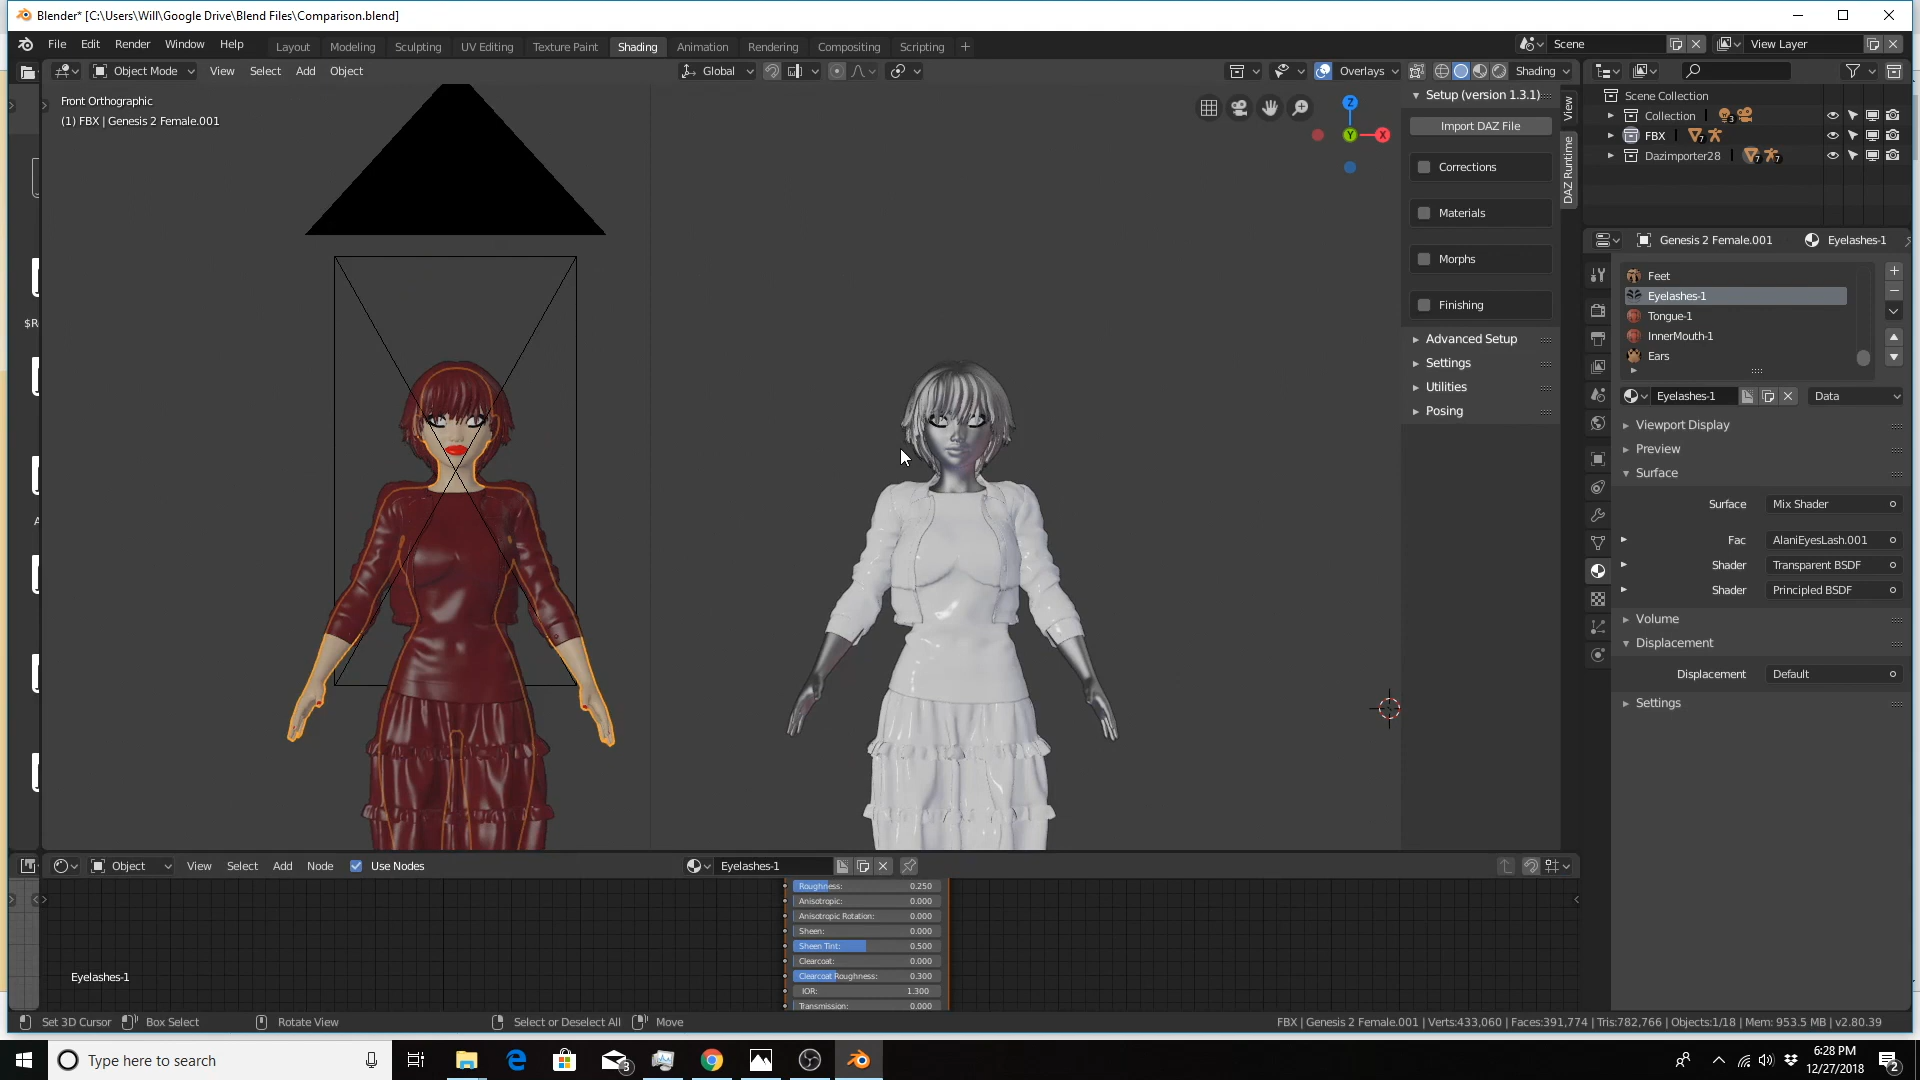 Blender* [C:\Users\Will\Google Drive\Blend Files\Comparison.blend]
File Edit Render Window Help
Layout Modeling Sculpting UV Editing Texture Paint Shading Animation Rendering Compositing Scripting +
Scene
View Layer
Object Mode View Select Add Object
Global
Overlays
Shading
Front Orthographic
(1) FBX | Genesis 2 Female.001
Z
Y
X
Setup (version 1.3.1)
Import DAZ File
Corrections
Materials
Morphs
Finishing
Advanced Setup
Settings
Utilities
Posing
View
DAZ Runtime
Scene Collection
Collection 3
FBX 7
Dazimporter28 7 7
Genesis 2 Female.001 Eyelashes-1
Feet
Eyelashes-1
Tongue-1
InnerMouth-1
Ears
Eyelashes-1 Data
Viewport Display
Preview
Surface
Surface Mix Shader
Fac AlaniEyesLash.001
Shader Transparent BSDF
Shader Principled BSDF
Volume
Displacement
Displacement Default
Settings
$R
Object View Select Add Node Use Nodes Eyelashes-1
Roughness: 0.250
Anisotropic: 0.000
Anisotropic Rotation: 0.000
Sheen: 0.000
Sheen Tint: 0.500
Clearcoat: 0.000
Clearcoat Roughness: 0.300
IOR: 1.300
Transmission: 0.000
Eyelashes-1
Set 3D Cursor Box Select Rotate View Select or Deselect All Move
FBX | Genesis 2 Female.001 | Verts:433,060 | Faces:391,774 | Tris:782,766 | Objects:1/18 | Mem: 953.5 MB | v2.80.39
Type here to search
3
6:28 PM
12/27/2018
2